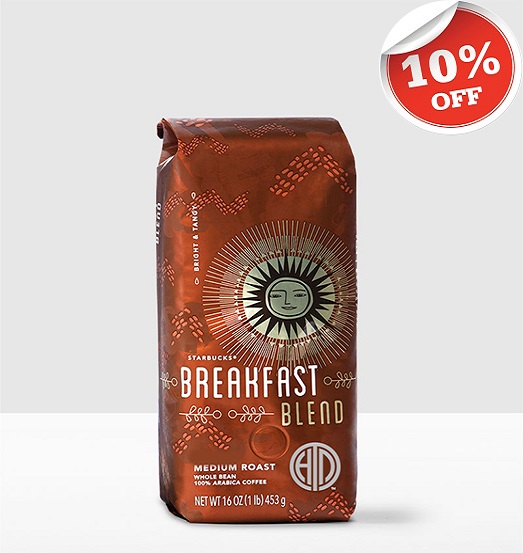 10%
OFF
BLEND
BRIGHT & TANGY
STARBUCKS®
BREAKFAST
BLEND
MEDIUM ROAST
WHOLE BEAN
100% ARABICA COFFEE
NET WT 16 OZ (1 lb) 453 g